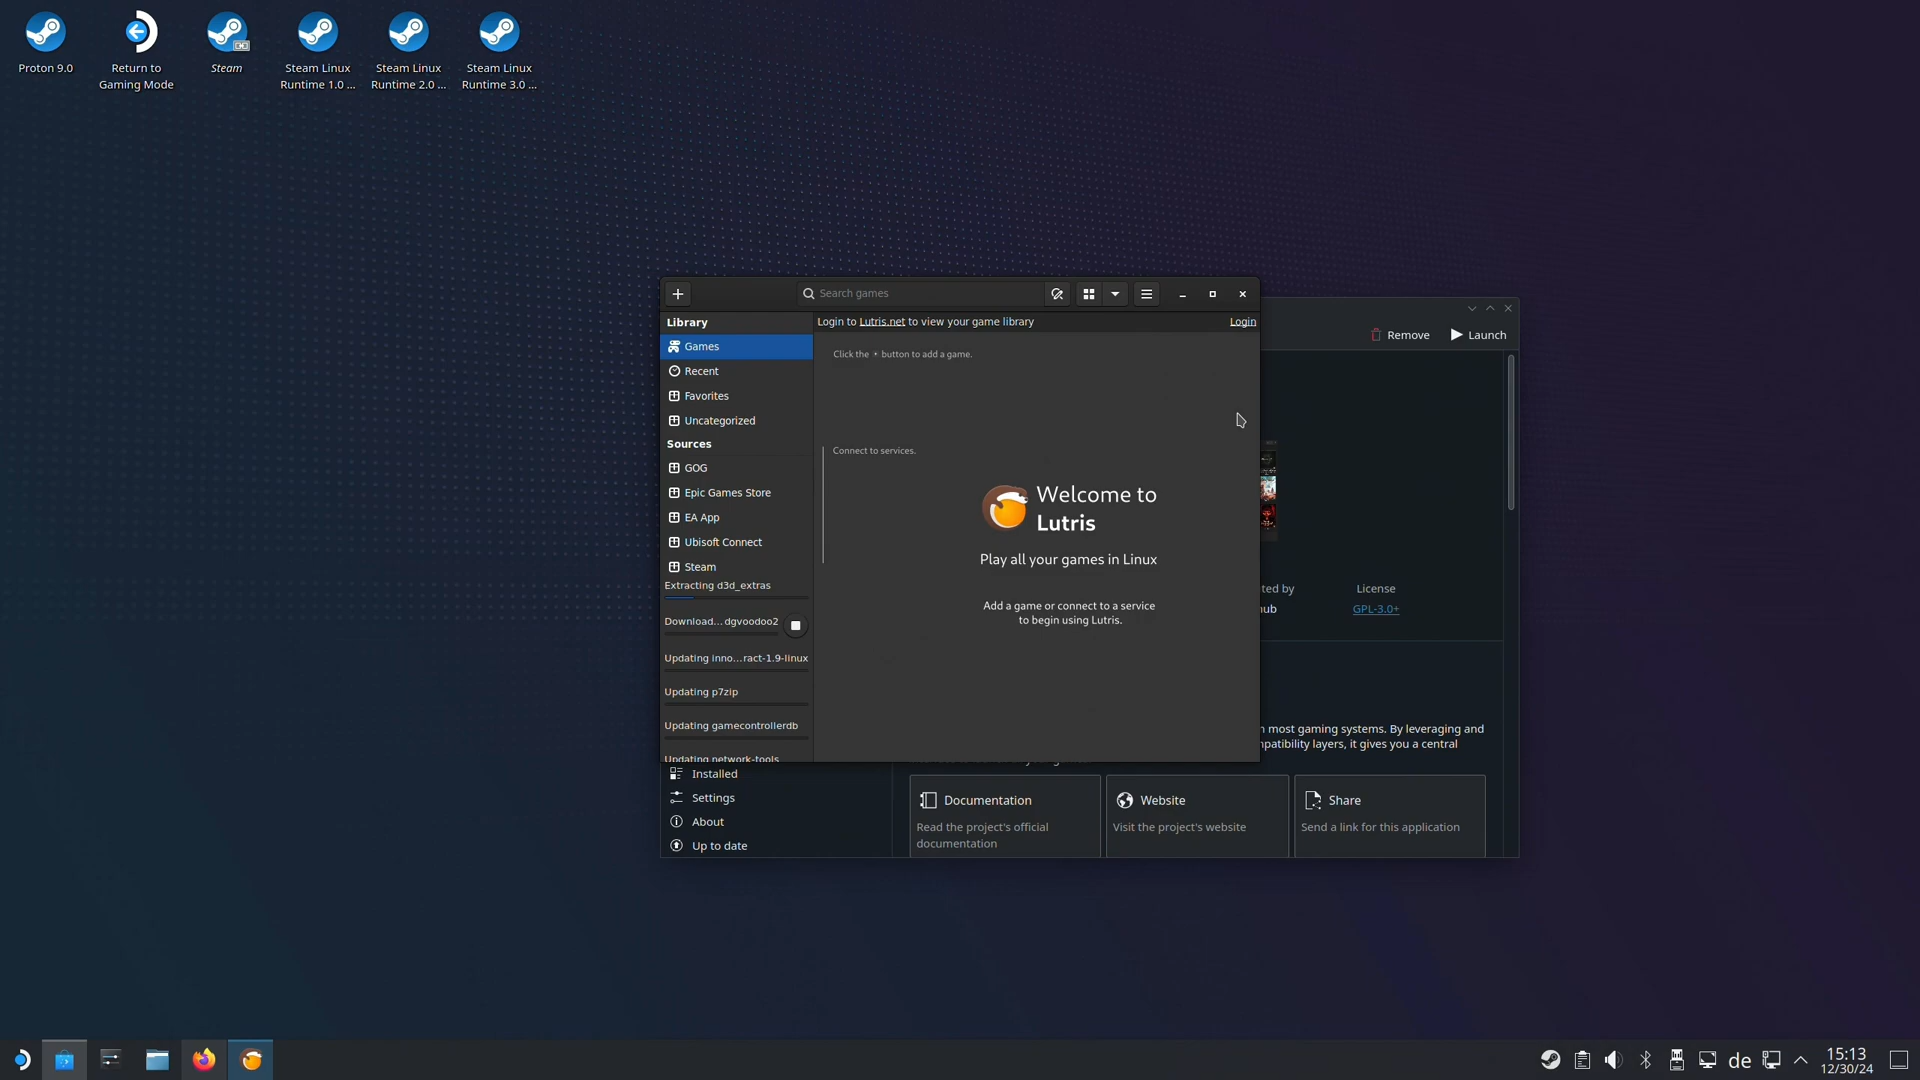 Proton 9.0
Return to
Gaming Mode
Steam
Steam Linux
Runtime 1.0 ...
Steam Linux
Runtime 2.0 ...
Steam Linux
Runtime 3.0 ...
Search games
Library
Login to Lutris.net to view your game library
Login
Games
Click the + button to add a game.
Recent
Favorites
Uncategorized
Sources
Connect to services.
GOG
Epic Games Store
EA App
Ubisoft Connect
Steam
Welcome to
Lutris
Play all your games in Linux
Add a game or connect to a service
to begin using Lutris.
Extracting d3d_extras
Download...dgvoodoo2
Updating inno...ract-1.9-linux
Updating p7zip
Updating gamecontrollerdb
Updating network-tools
Remove
Launch
ted by
License
hub
GPL-3.0+
n most gaming systems. By leveraging and
npatibility layers, it gives you a central
Installed
Settings
About
Up to date
Documentation
Read the project's official
documentation
Website
Visit the project's website
Share
Send a link for this application
de
15:13
12/30/24